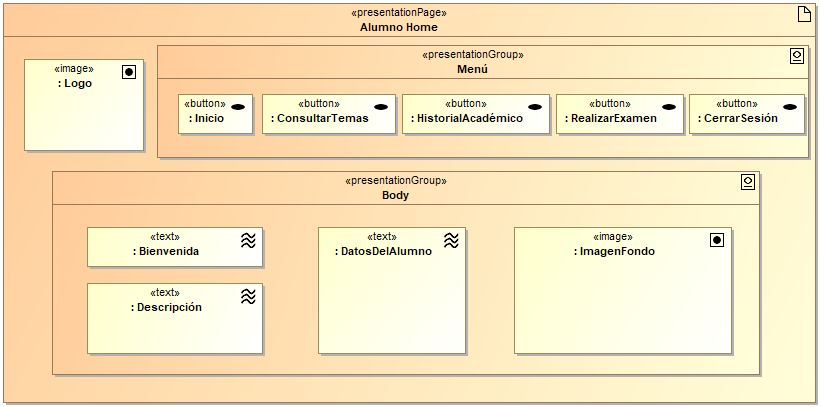 «presentationPage»
Alumno Home
«image»
: Logo
«presentationGroup»
Menú
«button»
: Inicio
«button»
: ConsultarTemas
«button»
: HistorialAcadémico
«button»
: RealizarExamen
«button»
: CerrarSesión
«presentationGroup»
Body
«text»
: Bienvenida
«text»
: Descripción
«text»
: DatosDelAlumno
«image»
: ImagenFondo